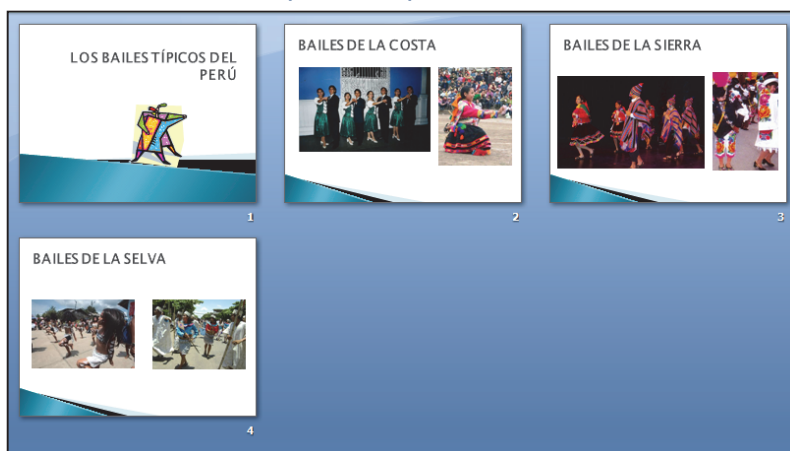 LOS BAILES TÍPICOS DEL
PERÚ
1
BAILES DE LA COSTA
2
BAILES DE LA SIERRA
3
BAILES DE LA SELVA
4